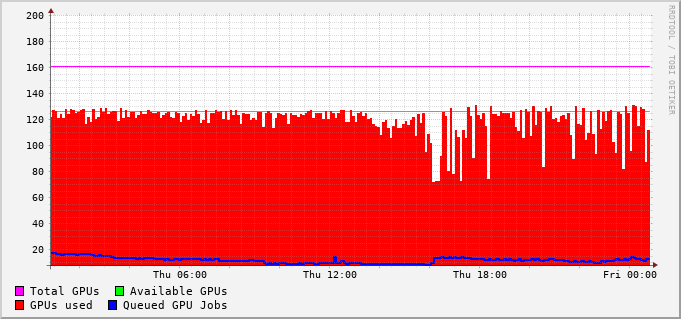 200
180
160
140
120
100
80
60
40
20
Thu 06:00 Thu 12:00 Thu 18:00 Fri 00:00
Total GPUs Available GPUs
GPUs used Queued GPU Jobs
RRDTOOL / TOBI OETIKER